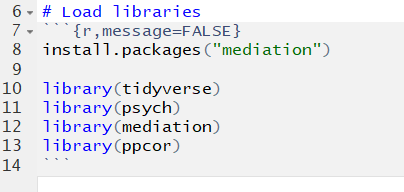 6 # Load libraries
7 ```{r,message=FALSE}
8 install.packages("mediation")
9
10 library(tidyverse)
11 library(psych)
12 library(mediation)
13 library(ppcor)
14 ```